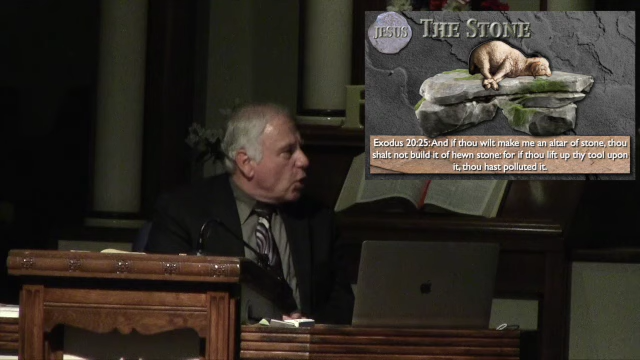 JESUS THE STONE
Exodus 20:25: And if thou wilt make me an altar of stone, thou
shalt not build it of hewn stone: for if thou lift up thy tool upon
it, thou hast polluted it.